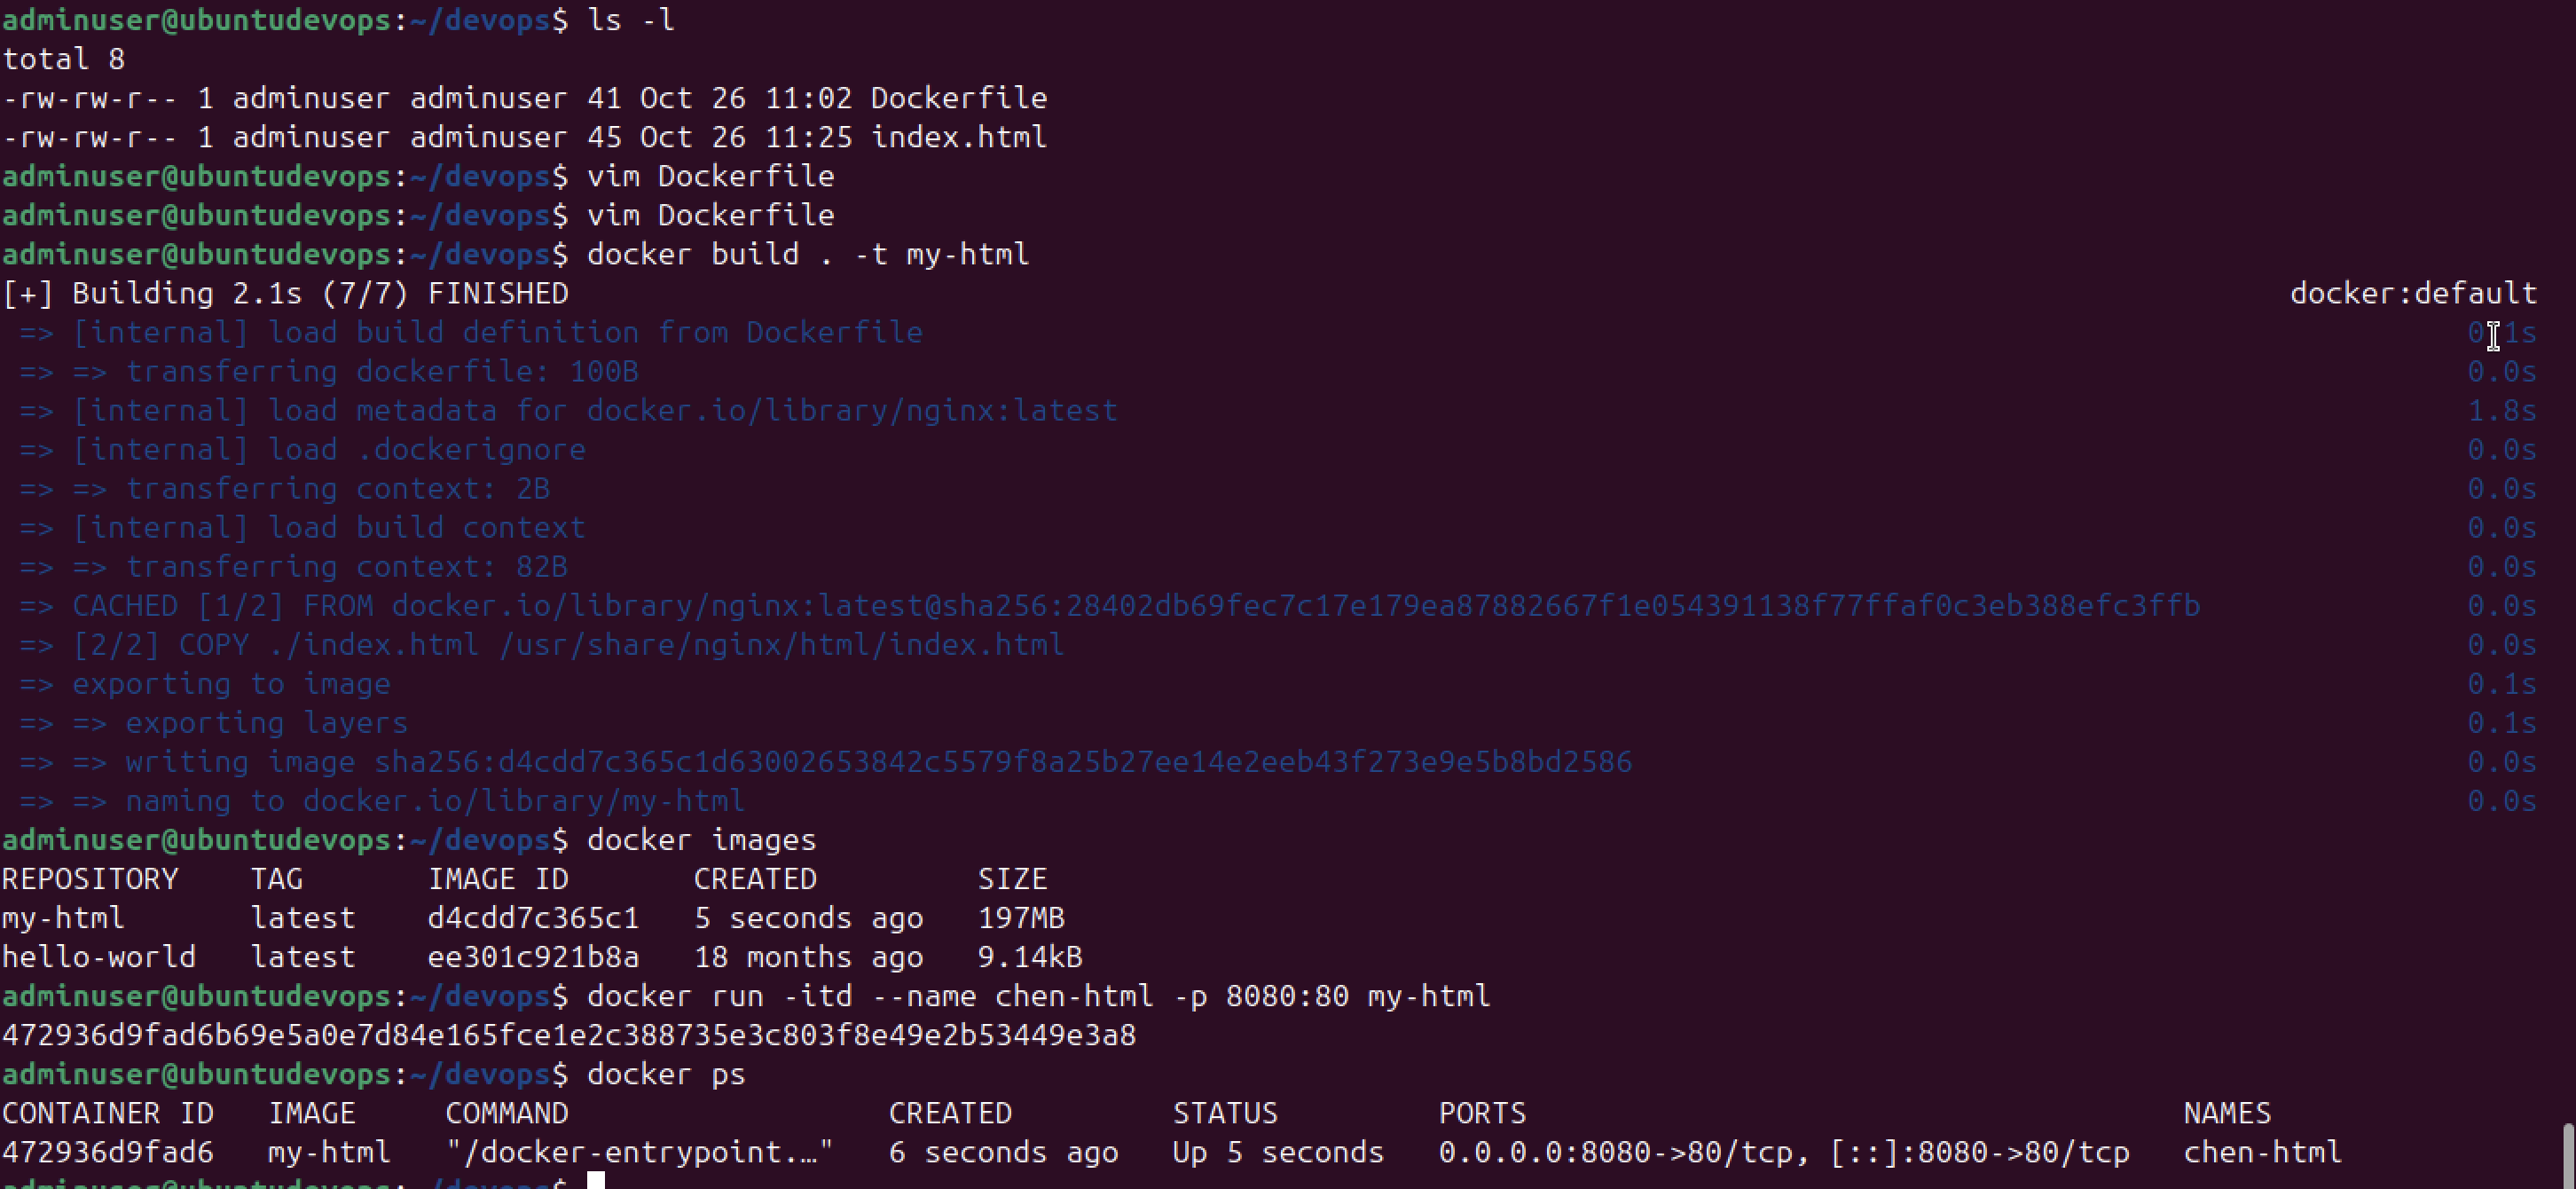 adminuser@ubuntudevops:~/devops$ ls -l
total 8
-rw-rw-r-- 1 adminuser adminuser 41 Oct 26 11:02 Dockerfile
-rw-rw-r-- 1 adminuser adminuser 45 Oct 26 11:25 index.html
adminuser@ubuntudevops:~/devops$ vim Dockerfile
adminuser@ubuntudevops:~/devops$ vim Dockerfile
adminuser@ubuntudevops:~/devops$ docker build . -t my-html
[+] Building 2.1s (7/7) FINISHED docker:default
=> [internal] load build definition from Dockerfile 0.1s
=> => transferring dockerfile: 100B 0.0s
=> [internal] load metadata for docker.io/library/nginx:latest 1.8s
=> [internal] load .dockerignore 0.0s
=> => transferring context: 2B 0.0s
=> [internal] load build context 0.0s
=> => transferring context: 82B 0.0s
=> CACHED [1/2] FROM docker.io/library/nginx:latest@sha256:28402db69fec7c17e179ea87882667f1e054391138f77ffaf0c3eb388efc3ffb 0.0s
=> [2/2] COPY ./index.html /usr/share/nginx/html/index.html 0.0s
=> exporting to image 0.1s
=> => exporting layers 0.1s
=> => writing image sha256:d4cdd7c365c1d63002653842c5579f8a25b27ee14e2eeb43f273e9e5b8bd2586 0.0s
=> => naming to docker.io/library/my-html 0.0s
adminuser@ubuntudevops:~/devops$ docker images
REPOSITORY TAG IMAGE ID CREATED SIZE
my-html latest d4cdd7c365c1 5 seconds ago 197MB
hello-world latest ee301c921b8a 18 months ago 9.14kB
adminuser@ubuntudevops:~/devops$ docker run -itd --name chen-html -p 8080:80 my-html
472936d9fad6b69e5a0e7d84e165fce1e2c388735e3c803f8e49e2b53449e3a8
adminuser@ubuntudevops:~/devops$ docker ps
CONTAINER ID IMAGE COMMAND CREATED STATUS PORTS NAMES
472936d9fad6 my-html "/docker-entrypoint.…" 6 seconds ago Up 5 seconds 0.0.0.0:8080->80/tcp, [::]:8080->80/tcp chen-html
adminuser@ubuntudevops:~/devops$